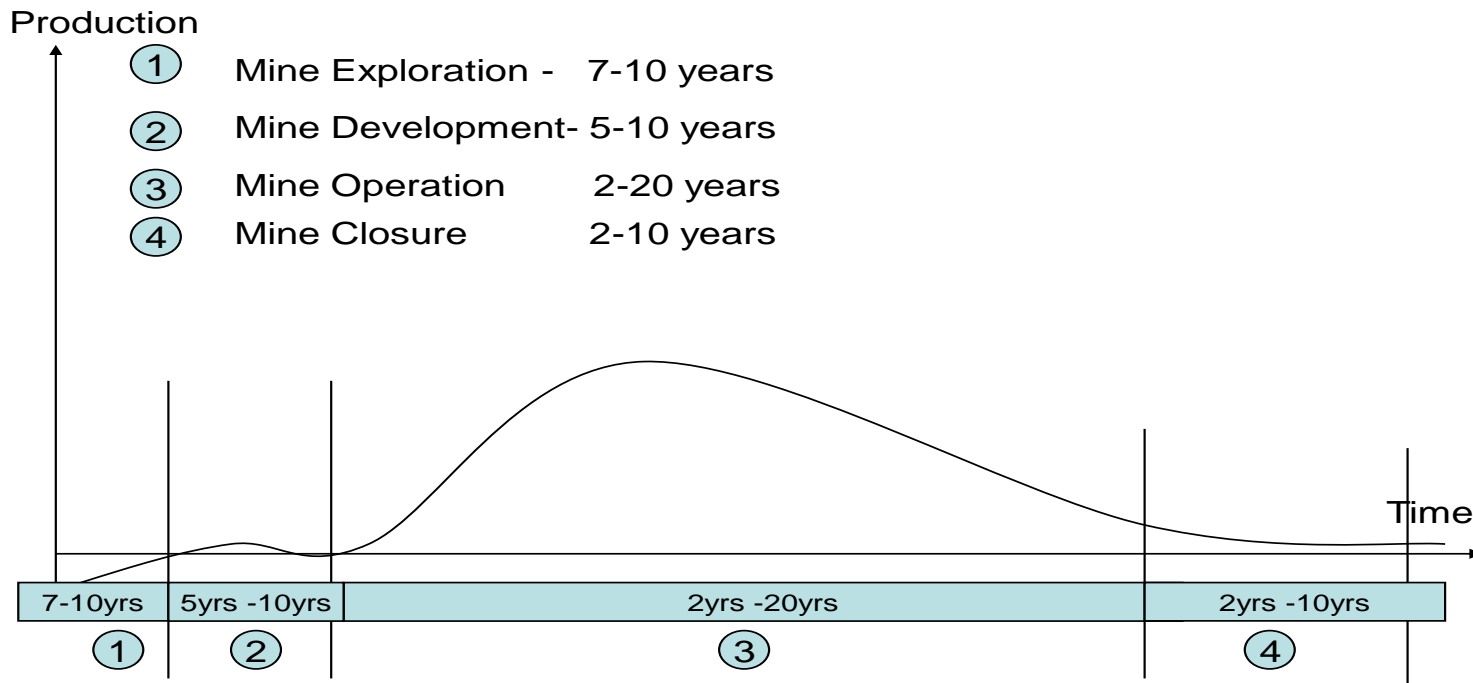 Production
1 Mine Exploration - 7-10 years
2 Mine Development- 5-10 years
3 Mine Operation 2-20 years
4 Mine Closure 2-10 years
Time
7-10yrs 5yrs -10yrs 2yrs -20yrs 2yrs -10yrs
1 2 3 4